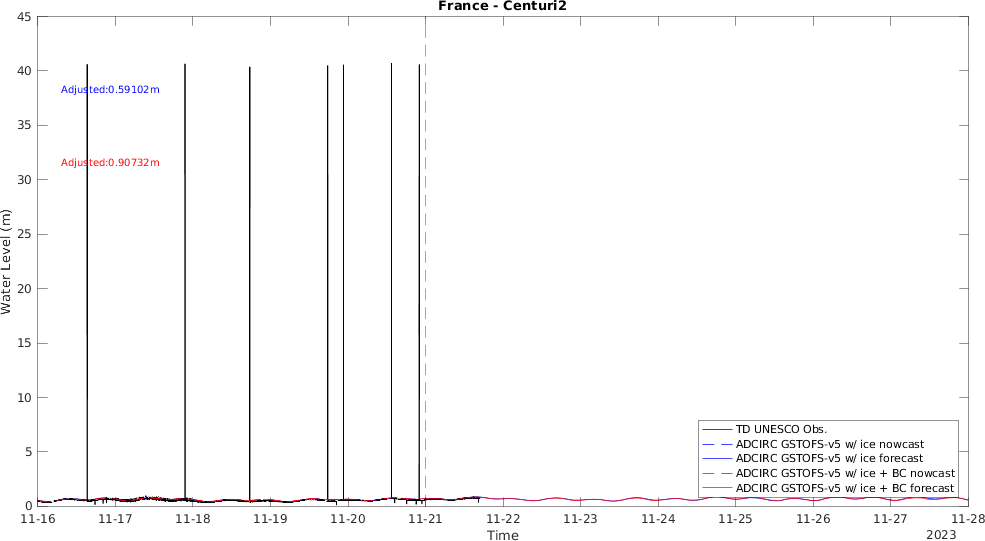 France - Centuri2
45
40
35
30
25
20
15
10
5
0
Water Level (m)
Adjusted:0.59102m
Adjusted:0.90732m
TD UNESCO Obs.
ADCIRC GSTOFS-v5 w/ ice nowcast
ADCIRC GSTOFS-v5 w/ ice forecast
ADCIRC GSTOFS-v5 w/ ice + BC nowcast
ADCIRC GSTOFS-v5 w/ ice + BC forecast
11-16 11-17 11-18 11-19 11-20 11-21 11-22 11-23 11-24 11-25 11-26 11-27 11-28
Time
2023